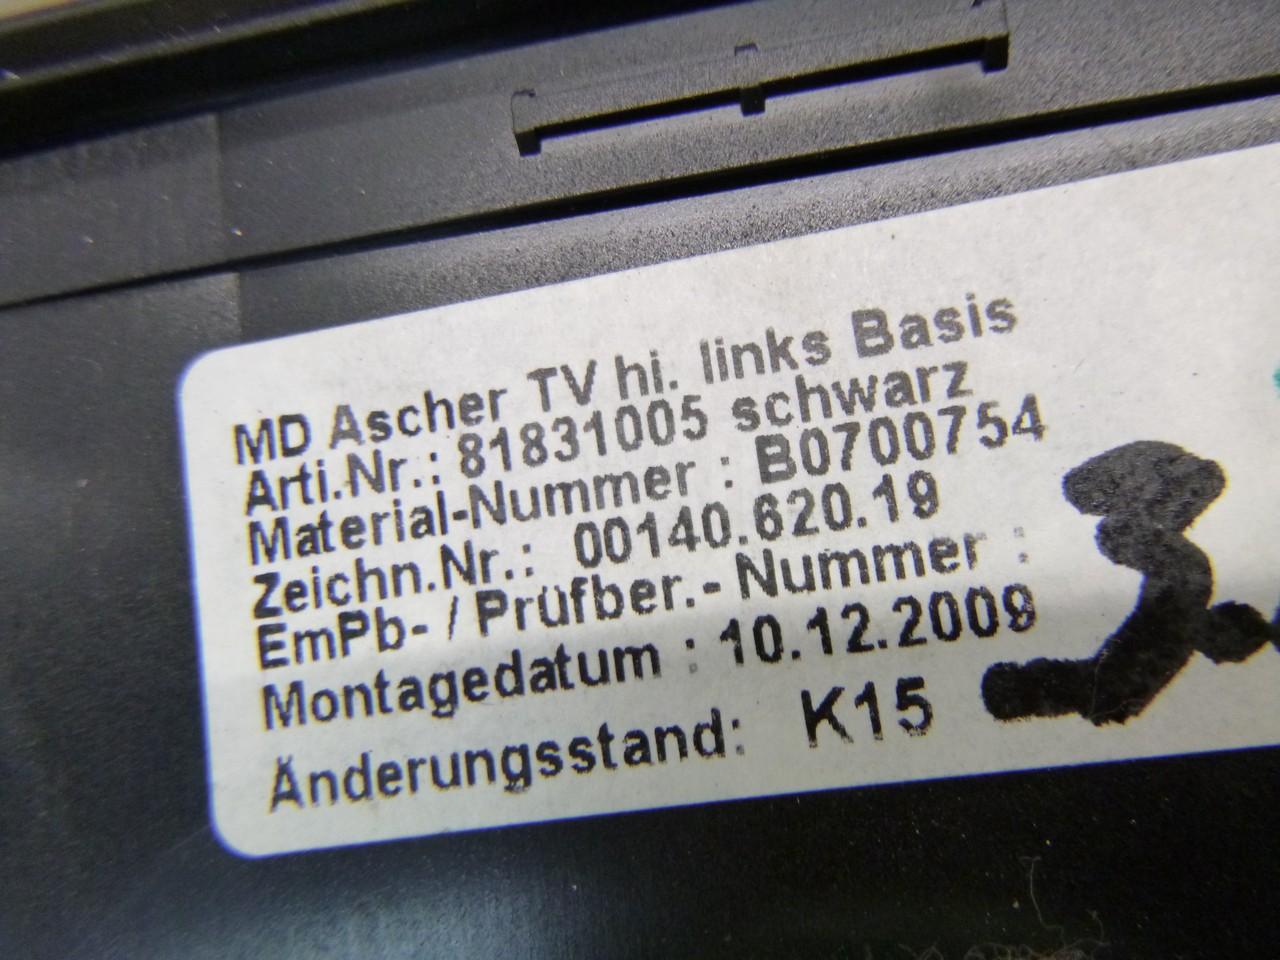 MD Ascher TV hi. links Basis
Arti.Nr.: 81831005 schwarz
Material-Nummer : B0700754
Zeichn.Nr.: 00140.620.19
EmPb- / Prüfber.- Nummer :
Montagedatum : 10.12.2009
Änderungsstand: K15